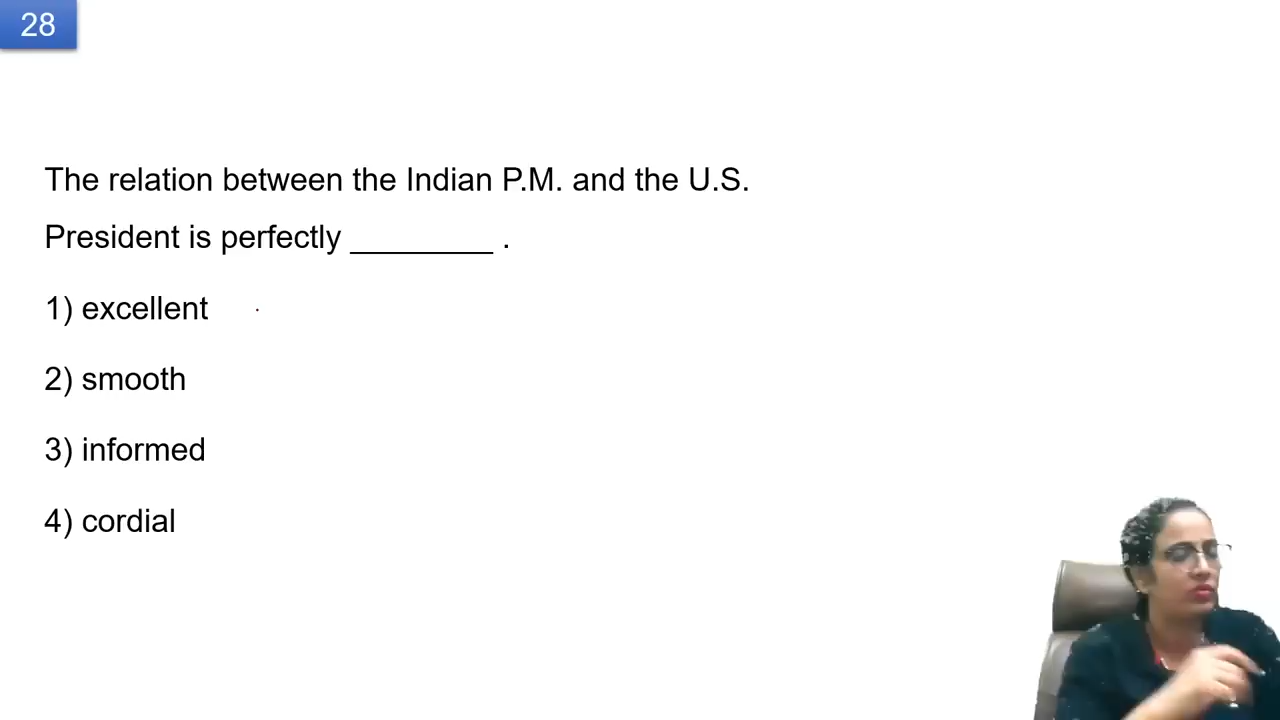 28
The relation between the Indian P.M. and the U.S.
President is perfectly ________ .
1) excellent
2) smooth
3) informed
4) cordial